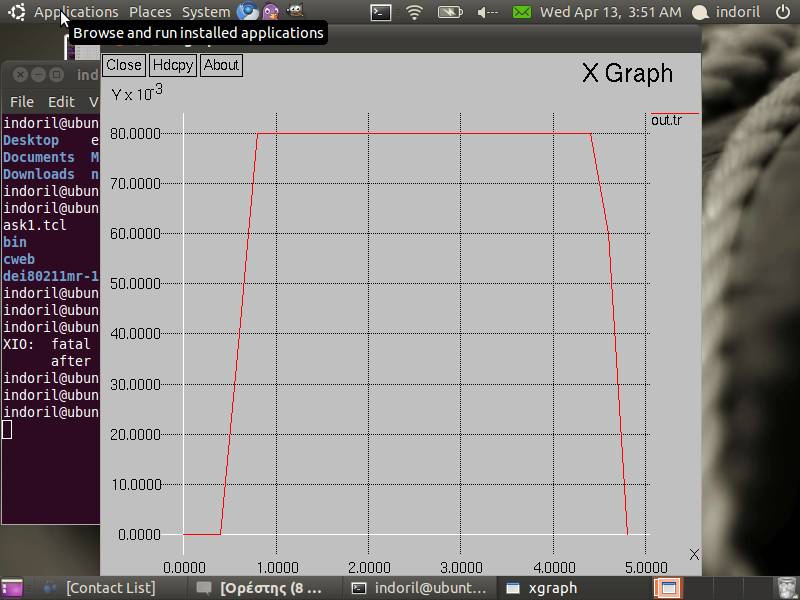 Applications Places System Wed Apr 13, 3:51 AM indoril
Browse and run installed applications
Close Hdcpy About
X Graph
Y x 10-3
out.tr
80.0000
70.0000
60.0000
50.0000
40.0000
30.0000
20.0000
10.0000
0.0000
0.0000 1.0000 2.0000 3.0000 4.0000 5.0000
X
ind
File Edit V
indoril@ubun
Desktop e
Documents M
Downloads n
indoril@ubun
indoril@ubun
ask1.tcl
bin
cweb
dei80211mr-1
indoril@ubun
indoril@ubun
indoril@ubun
XIO: fatal
after
indoril@ubun
indoril@ubun
indoril@ubun
[Contact List] [Ορέστης (8 ... indoril@ubunt... xgraph